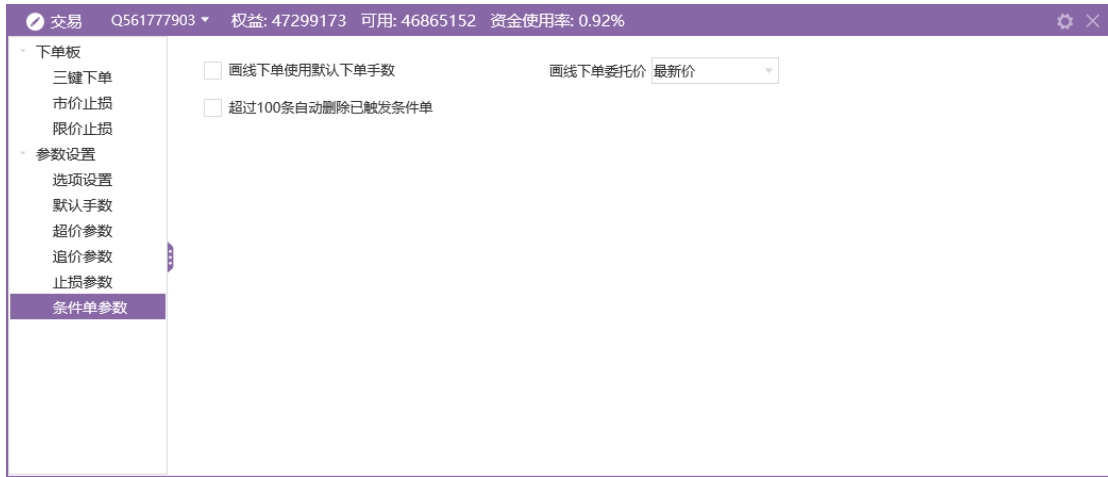 交易 Q561777903 权益: 47299173 可用: 46865152 资金使用率: 0.92%
下单板
三键下单
市价止损
限价止损
参数设置
选项设置
默认手数
超价参数
追价参数
止损参数
条件单参数
画线下单使用默认下单手数 画线下单委托价 最新价
超过100条自动删除已触发条件单